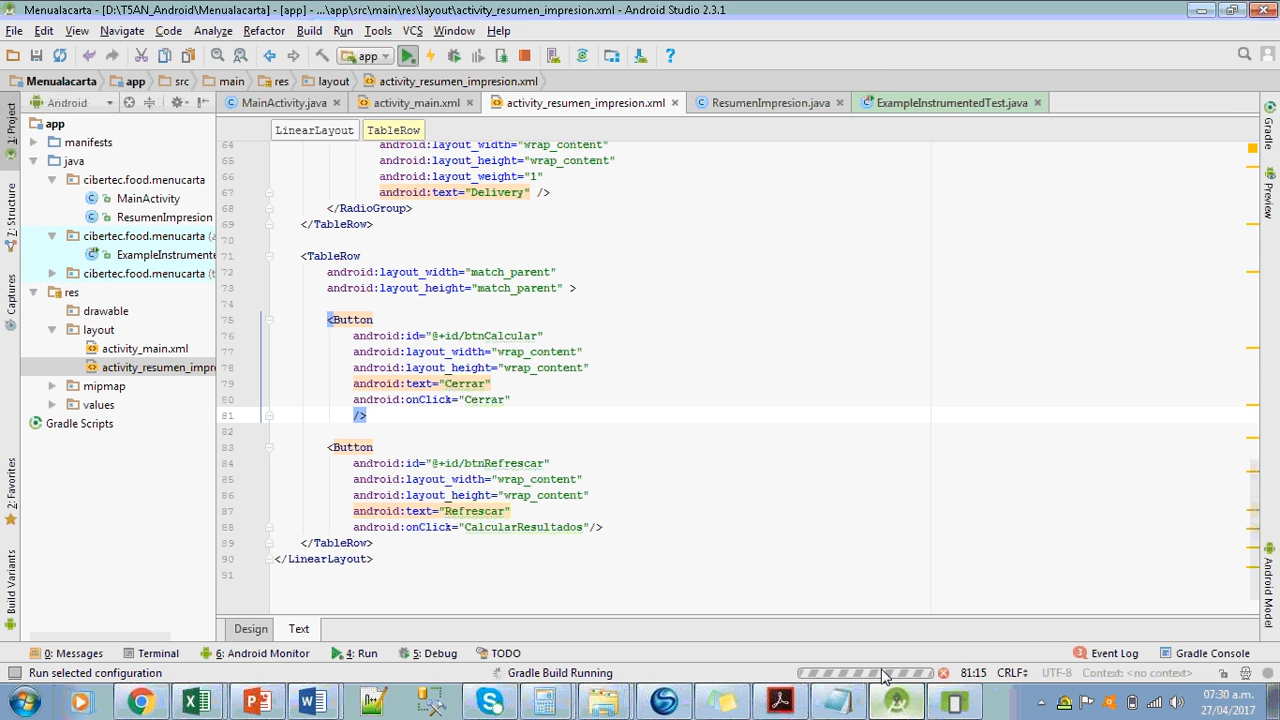 Menualacarta - [D:\T5AN_Android\Menualacarta] - [app] - ...\app\src\main\res\layout\activity_resumen_impresion.xml - Android Studio 2.3.1
File Edit View Navigate Code Analyze Refactor Build Run Tools VCS Window Help
app
Menualacarta app src main res layout activity_resumen_impresion.xml
Android MainActivity.java activity_main.xml activity_resumen_impresion.xml ResumenImpresion.java ExampleInstrumentedTest.java
1: Project
7: Structure
Captures
2: Favorites
Build Variants
app
manifests
java
cibertec.food.menucarta
MainActivity
ResumenImpresion
cibertec.food.menucarta (a
ExampleInstrumente
cibertec.food.menucarta (t
res
drawable
layout
activity_main.xml
activity_resumen_impre
mipmap
values
Gradle Scripts
LinearLayout TableRow
64 android:layout_width="wrap_content"
65 android:layout_height="wrap_content"
66 android:layout_weight="1"
67 android:text="Delivery" />
68 </RadioGroup>
69 </TableRow>
70
71 <TableRow
72 android:layout_width="match_parent"
73 android:layout_height="match_parent" >
74
75 <Button
76 android:id="@+id/btnCalcular"
77 android:layout_width="wrap_content"
78 android:layout_height="wrap_content"
79 android:text="Cerrar"
80 android:onClick="Cerrar"
81 />
82
83 <Button
84 android:id="@+id/btnRefrescar"
85 android:layout_width="wrap_content"
86 android:layout_height="wrap_content"
87 android:text="Refrescar"
88 android:onClick="CalcularResultados"/>
89 </TableRow>
90 </LinearLayout>
91
Gradle
Preview
Android Model
Design Text
0: Messages Terminal 6: Android Monitor 4: Run 5: Debug TODO 3 Event Log Gradle Console
Run selected configuration Gradle Build Running 81:15 CRLF UTF-8 Context: <no context>
07:30 a.m.
27/04/2017